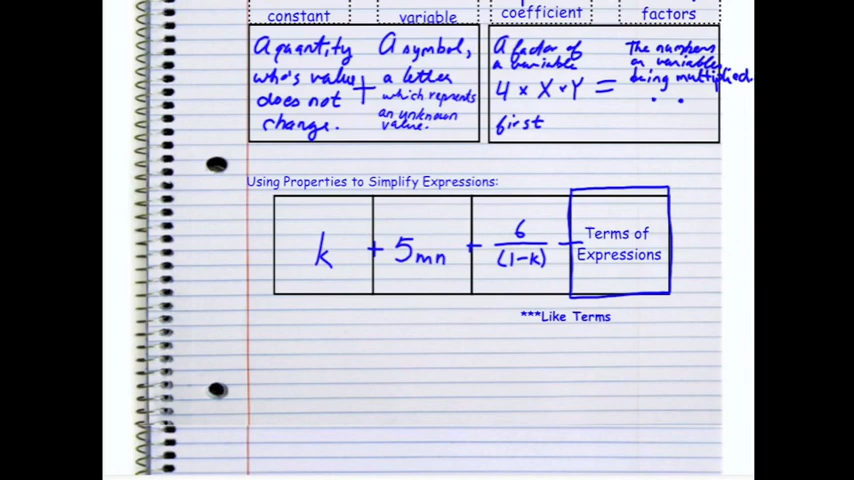 constant
variable
coefficient
factors
A quantity
who's value
does not
change.
+
A symbol,
a letter
which reprents
an unknown
value.
A factor of
a variable
4 × X × Y =
first
The numbers
or variables
being multiplied.
Using Properties to Simplify Expressions:
k + 5mn + 6/(1-k) -
Terms of
Expressions
***Like Terms